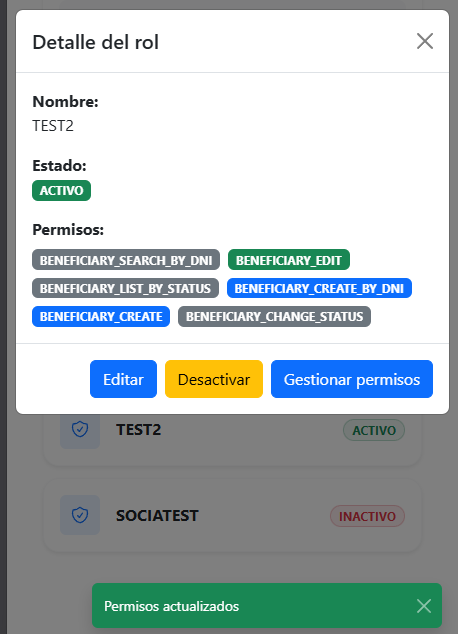 Detalle del rol
Nombre:
TEST2
Estado:
ACTIVO
Permisos:
BENEFICIARY_SEARCH_BY_DNI BENEFICIARY_EDIT
BENEFICIARY_LIST_BY_STATUS BENEFICIARY_CREATE_BY_DNI
BENEFICIARY_CREATE BENEFICIARY_CHANGE_STATUS
Editar Desactivar Gestionar permisos
TEST2 ACTIVO
SOCIATEST INACTIVO
Permisos actualizados